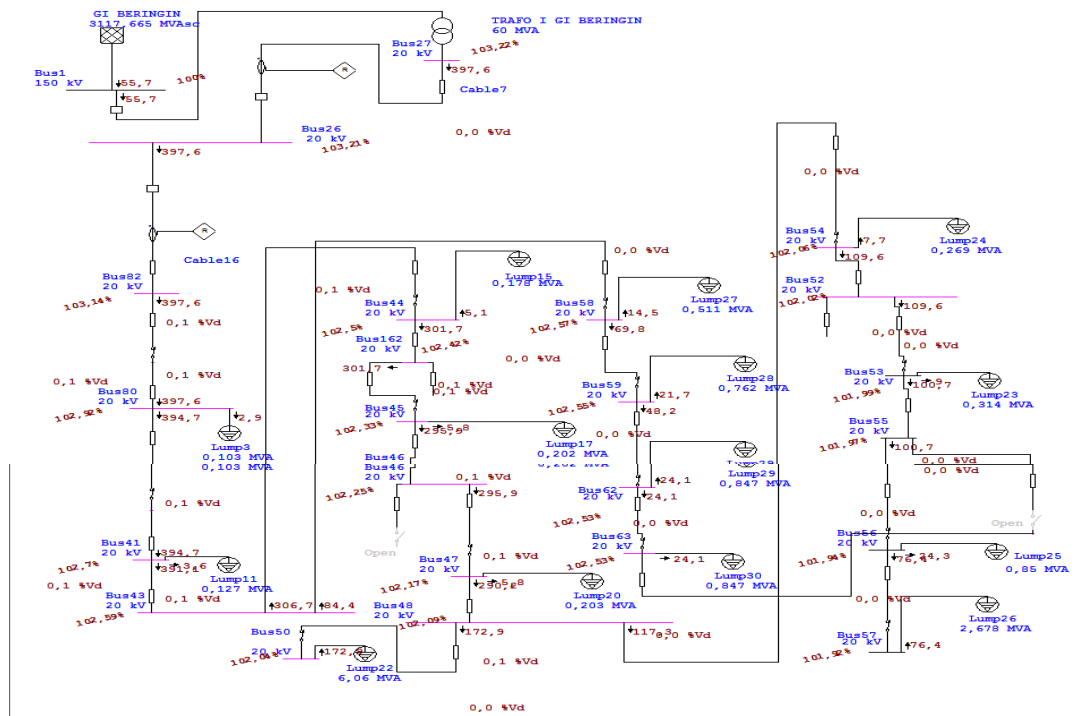 GI BERINGIN
3117,665 MVAsc
TRAFO I GI BERINGIN
60 MVA
Bus27
20 kV
103,22%
397,6
Cable7
R
Bus1
150 kV
55,7
100%
55,7
Bus26
20 kV
103,21%
0,0 %Vd
397,6
R
Cable16
Bus82
20 kV
103,14%
397,6
0,1 %Vd
0,1 %Vd
0,1 %Vd
Bus80
20 kV
102,92%
397,6
394,7
2,9
Lump3
0,103 MVA
0,103 MVA
0,1 %Vd
Bus41
20 kV
102,7%
394,7
3,6
Lump11
0,127 MVA
0,1 %Vd
0,1 %Vd
Bus43
20 kV
102,59%
306,7
84,4
0,1 %Vd
Bus44
20 kV
102,5%
5,1
Lump15
0,178 MVA
301,7
Bus162
20 kV
102,42%
301,7
0,1 %Vd
0,1 %Vd
Bus45
20 kV
102,33%
295,9
5,8
Lump17
0,202 MVA
Bus46
Bus46
20 kV
102,25%
0,1 %Vd
295,9
Open
0,1 %Vd
Bus47
20 kV
102,17%
5,8
Lump20
0,203 MVA
0,1 %Vd
Bus48
20 kV
102,09%
172,9
117,3
0,0 %Vd
Bus50
20 kV
102,04%
Lump22
6,06 MVA
0,1 %Vd
0,0 %Vd
0,0 %Vd
Bus58
20 kV
102,57%
14,5
Lump27
0,511 MVA
69,8
0,0 %Vd
Bus59
20 kV
102,55%
21,7
Lump28
0,762 MVA
48,2
0,0 %Vd
Lump29
0,847 MVA
Bus62
20 kV
102,53%
24,1
24,1
0,0 %Vd
Bus63
20 kV
102,53%
24,1
Lump30
0,847 MVA
0,0 %Vd
Bus54
20 kV
102,06%
7,7
Lump24
0,269 MVA
109,6
Bus52
20 kV
102,02%
109,6
0,0 %Vd
0,0 %Vd
Bus53
20 kV
101,99%
100,7
9
Lump23
0,314 MVA
Bus55
20 kV
101,97%
100,7
0,0 %Vd
0,0 %Vd
Open
0,0 %Vd
Bus56
20 kV
101,94%
76,4
24,3
Lump25
0,85 MVA
0,0 %Vd
Lump26
2,678 MVA
Bus57
20 kV
101,92%
76,4